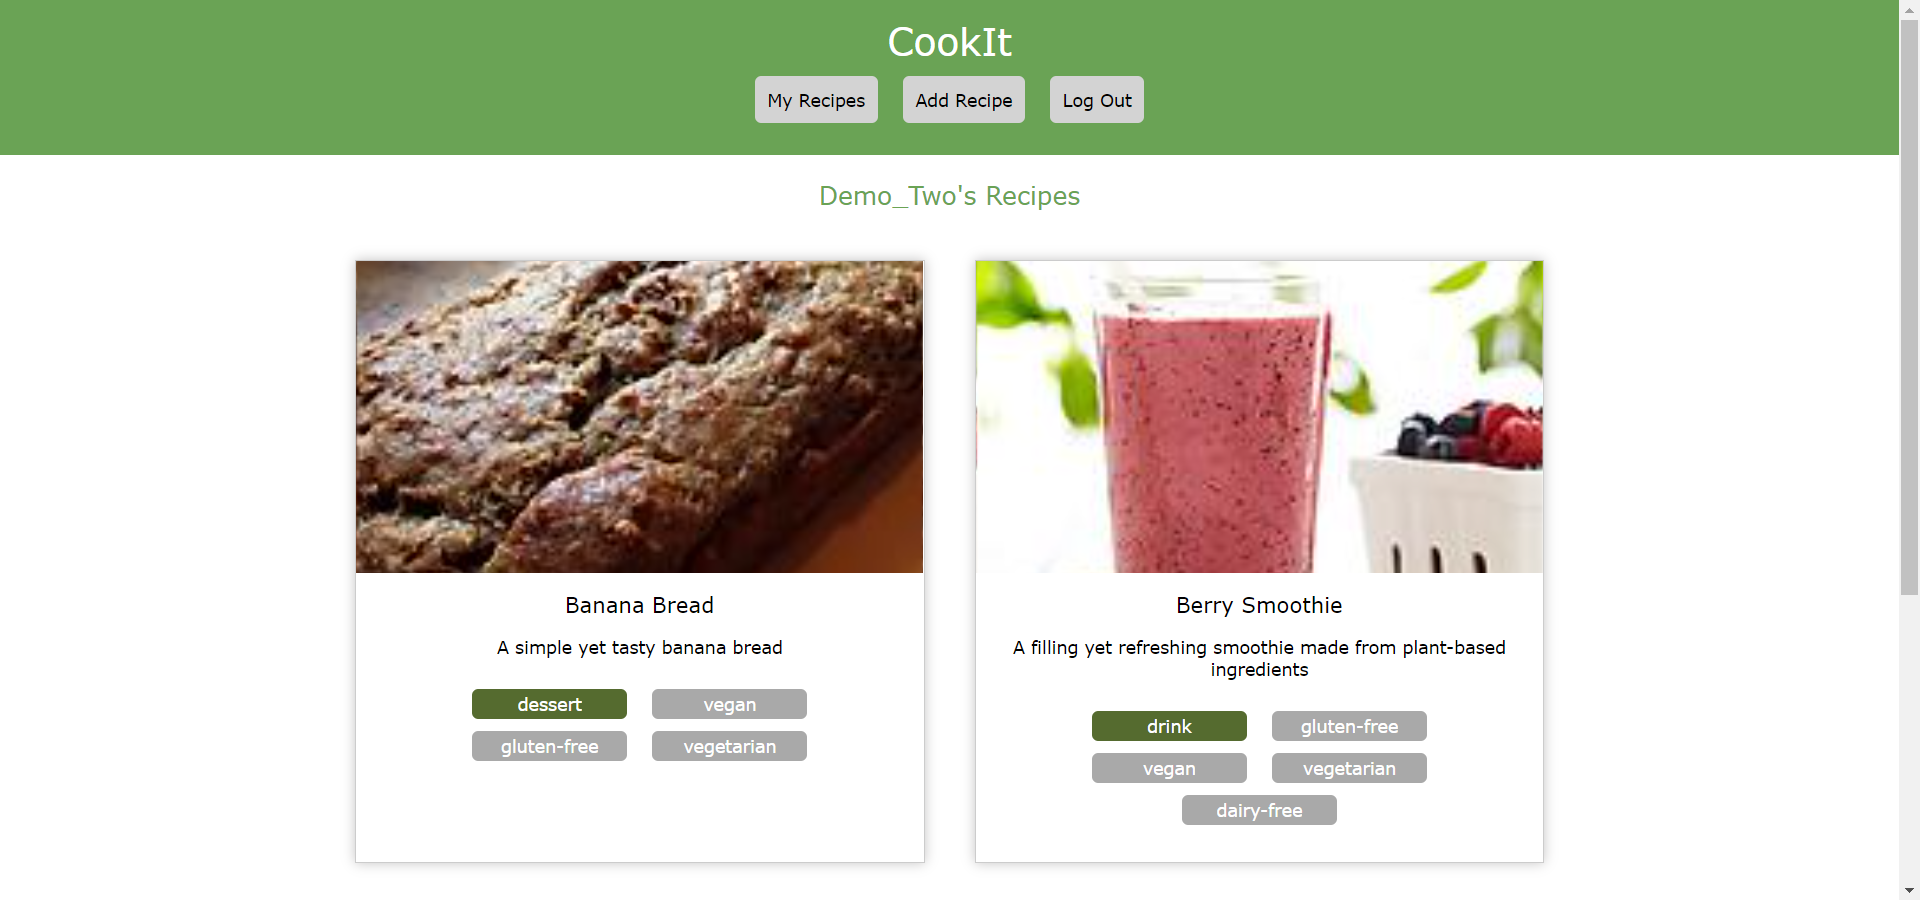 CookIt
My Recipes Add Recipe Log Out
Demo_Two's Recipes
Banana Bread
A simple yet tasty banana bread
dessert vegan
gluten-free vegetarian
Berry Smoothie
A filling yet refreshing smoothie made from plant-based
ingredients
drink gluten-free
vegan vegetarian
dairy-free